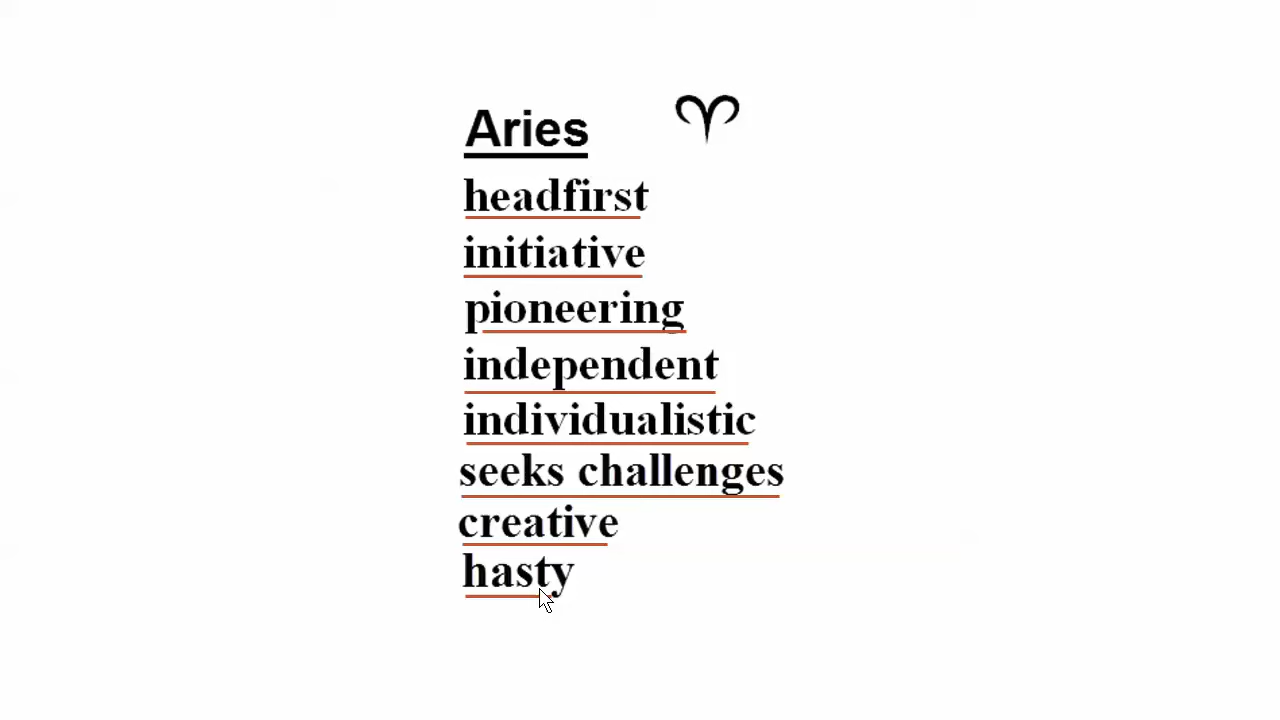 Aries
headfirst
initiative
pioneering
independent
individualistic
seeks challenges
creative
hasty